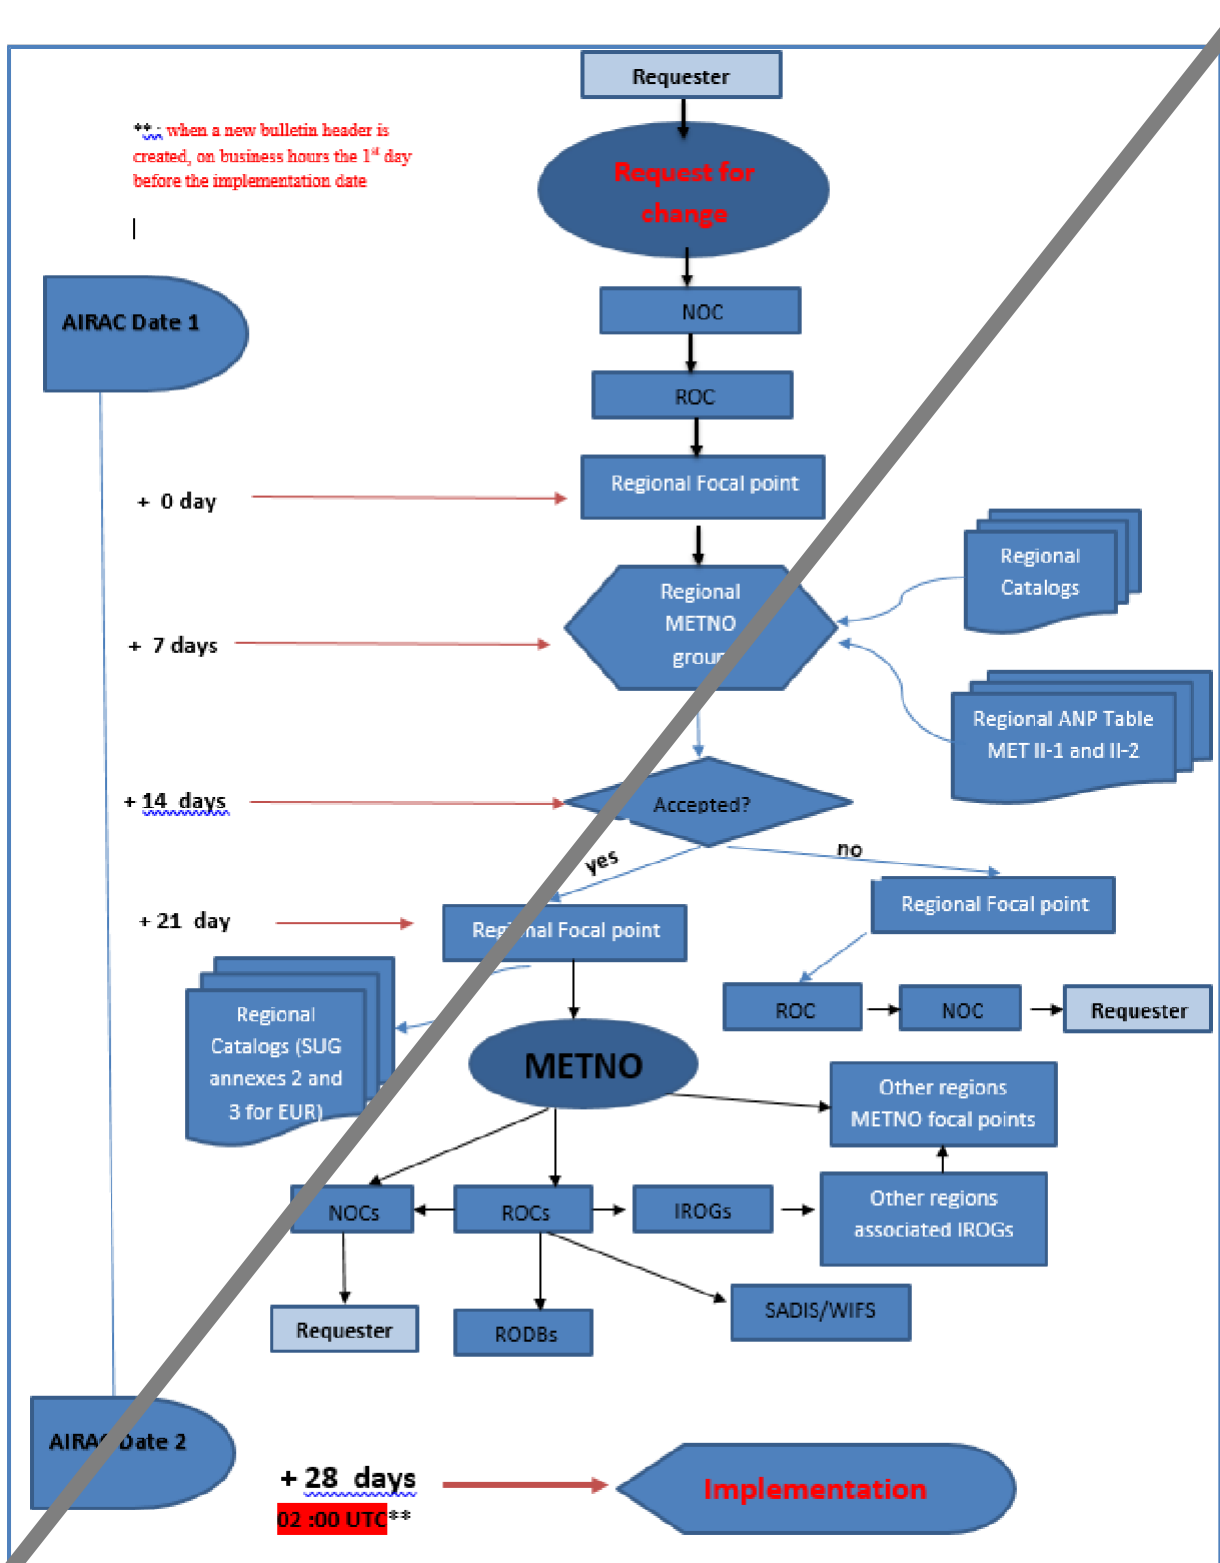 Requester
** : when a new bulletin header is
created, on business hours the 1st day
before the implementation date
Request for
change
AIRAC Date 1
NOC
ROC
+ 0 day
Regional Focal point
Regional
METNO
group
+ 7 days
Regional
Catalogs
Regional ANP Table
MET II-1 and II-2
+ 14 days
Accepted?
yes
no
+ 21 day
Regional Focal point
Regional Focal point
Regional
Catalogs (SUG
annexes 2 and
3 for EUR)
ROC
NOC
Requester
METNO
Other regions
METNO focal points
NOCs
ROCs
IROGs
Other regions
associated IROGs
Requester
RODBs
SADIS/WIFS
AIRAC Date 2
+ 28 days
02 :00 UTC**
Implementation